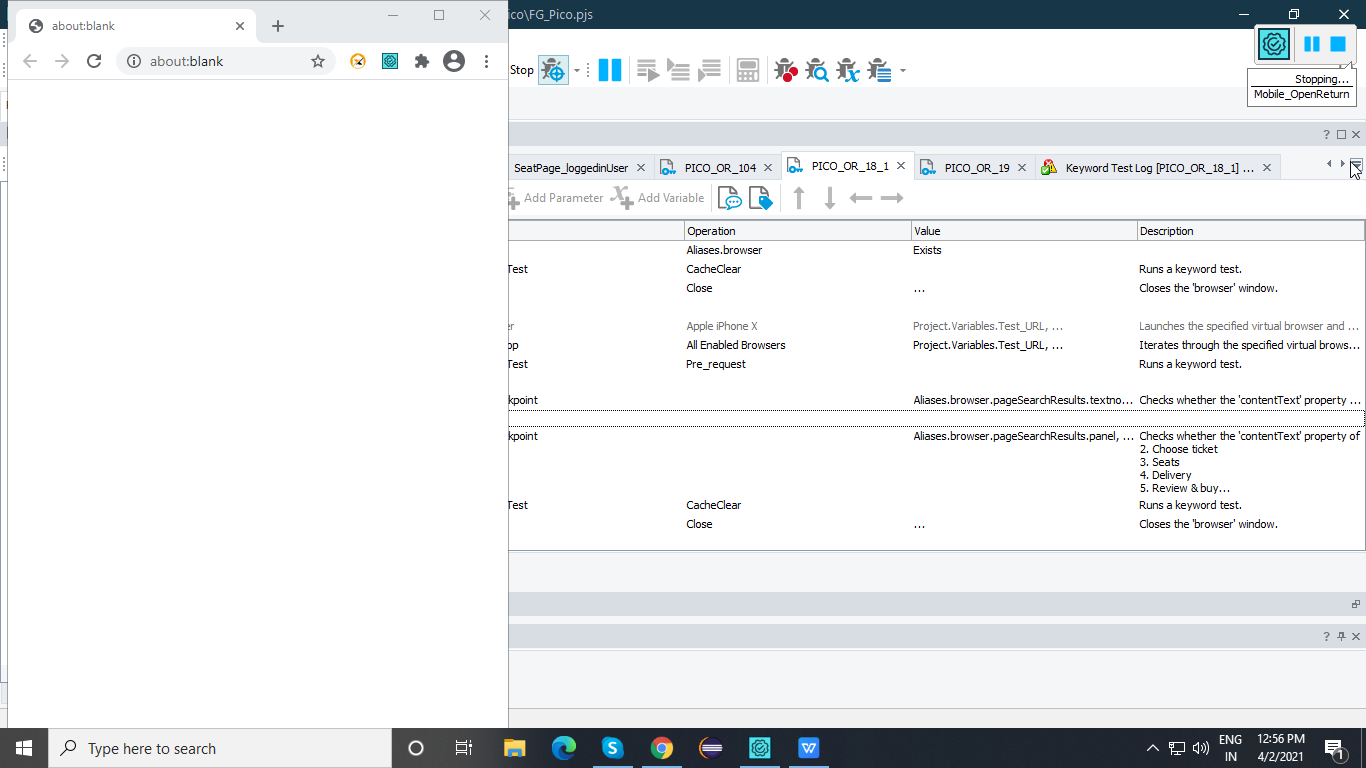 about:blank
ico\FG_Pico.pjs
about:blank
Stop
Stopping...
Mobile_OpenReturn
SeatPage_loggedinUser
PICO_OR_104
PICO_OR_18_1
PICO_OR_19
Keyword Test Log [PICO_OR_18_1] ...
Add Parameter
Add Variable
Operation Value Description
Aliases.browser Exists
Test CacheClear Runs a keyword test.
Close ... Closes the 'browser' window.
er Apple iPhone X Project.Variables.Test_URL, ... Launches the specified virtual browser and ...
op All Enabled Browsers Project.Variables.Test_URL, ... Iterates through the specified virtual brows...
Test Pre_request Runs a keyword test.
kpoint Aliases.browser.pageSearchResults.textno... Checks whether the 'contentText' property ...
kpoint Aliases.browser.pageSearchResults.panel, ... Checks whether the 'contentText' property of
2. Choose ticket
3. Seats
4. Delivery
5. Review & buy...
Test CacheClear Runs a keyword test.
Close ... Closes the 'browser' window.
Type here to search
ENG
IN
12:56 PM
4/2/2021
1